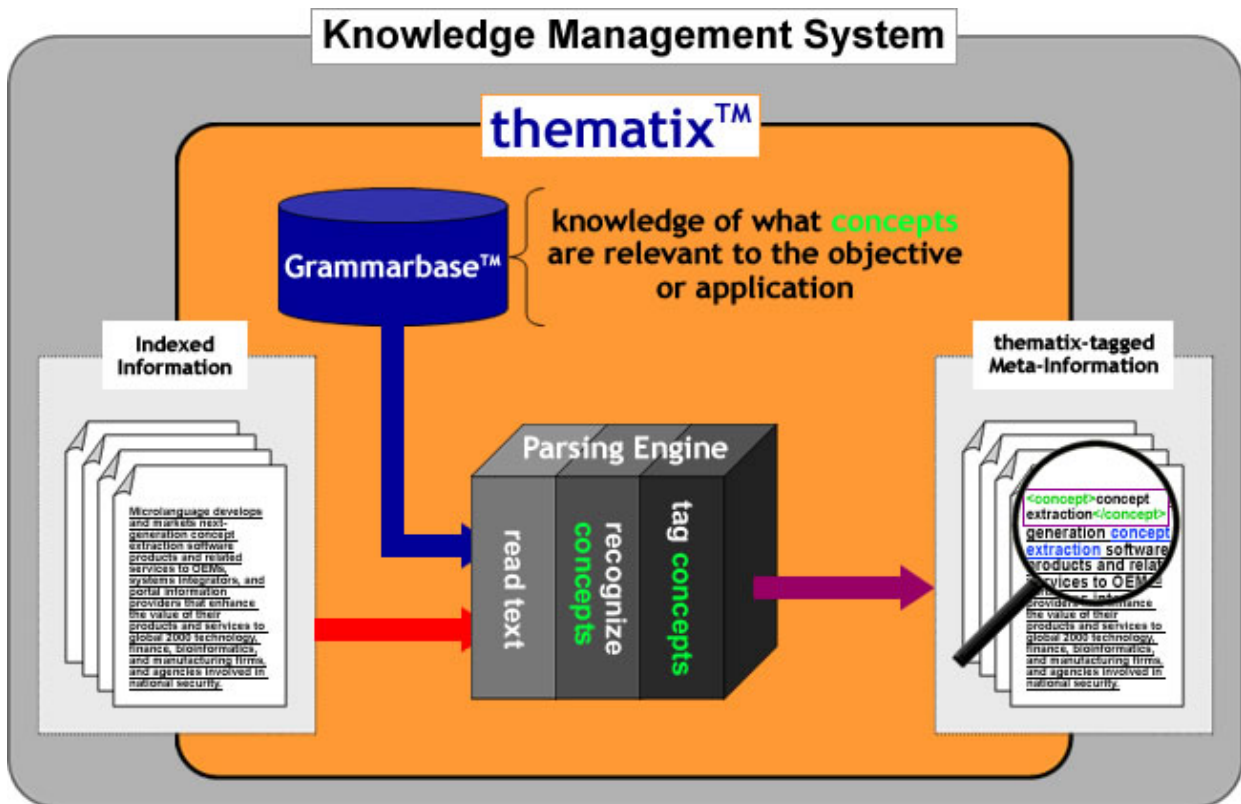 Knowledge Management System
thematix™
Grammarbase™
knowledge of what concepts
are relevant to the objective
or application
Indexed
Information
Microlanguage develops
and markets next-
generation concept
extraction software
products and related
services to OEMs,
systems integrators, and
portal information
providers that enhance
the value of their
products and services to
global 2000 technology,
finance, bioinformatics,
and manufacturing firms,
and agencies involved in
national security.
Parsing Engine
read text
recognize
concepts
tag concepts
thematix-tagged
Meta-Information
<concept>concept
extraction</concept>
generation concept
extraction software
products and relat
services to OEM
providers that enhance
the value of their
products and services to
global 2000 technology,
finance, bioinformatics,
and manufacturing firms,
and agencies involved in
national security.